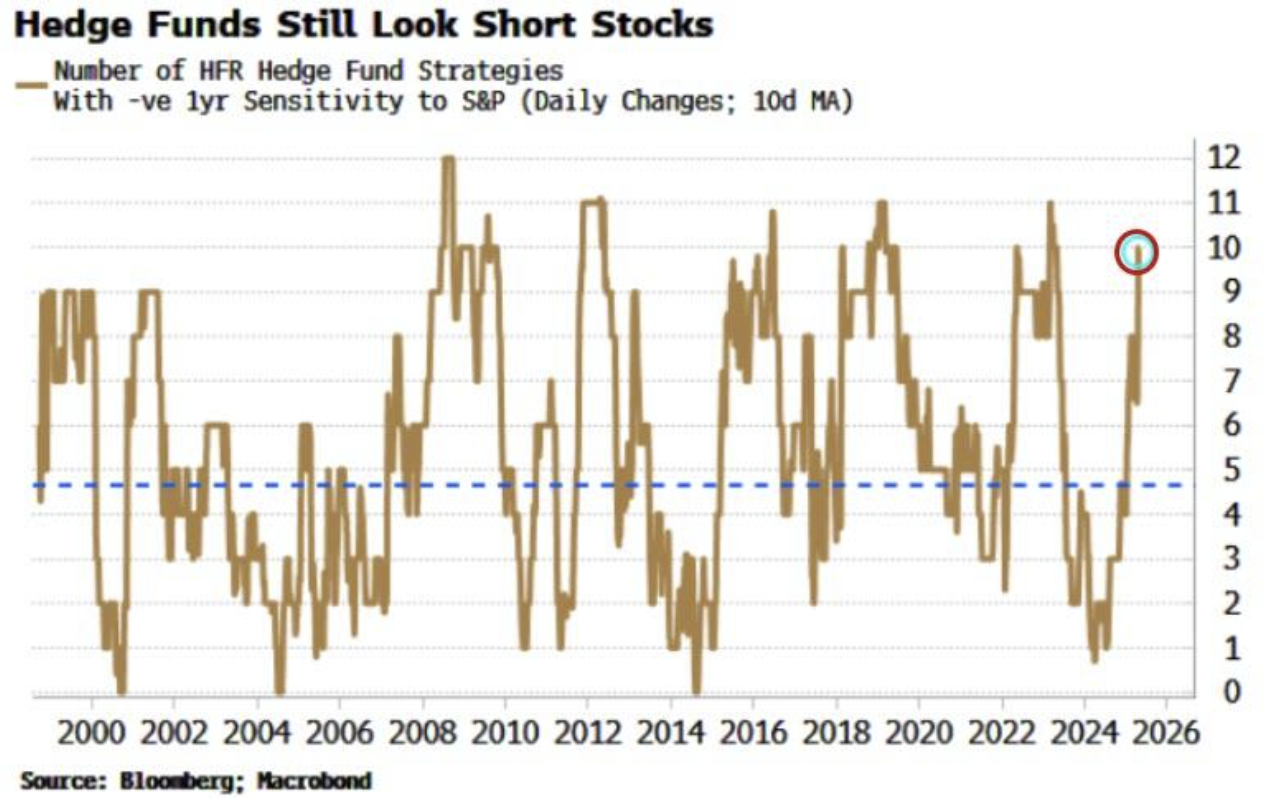 Hedge Funds Still Look Short Stocks
Number of HFR Hedge Fund Strategies
With -ve 1yr Sensitivity to S&P (Daily Changes; 10d MA)
12
11
10
9
8
7
6
5
4
3
2
1
0
2000 2002 2004 2006 2008 2010 2012 2014 2016 2018 2020 2022 2024 2026
Source: Bloomberg; Macrobond